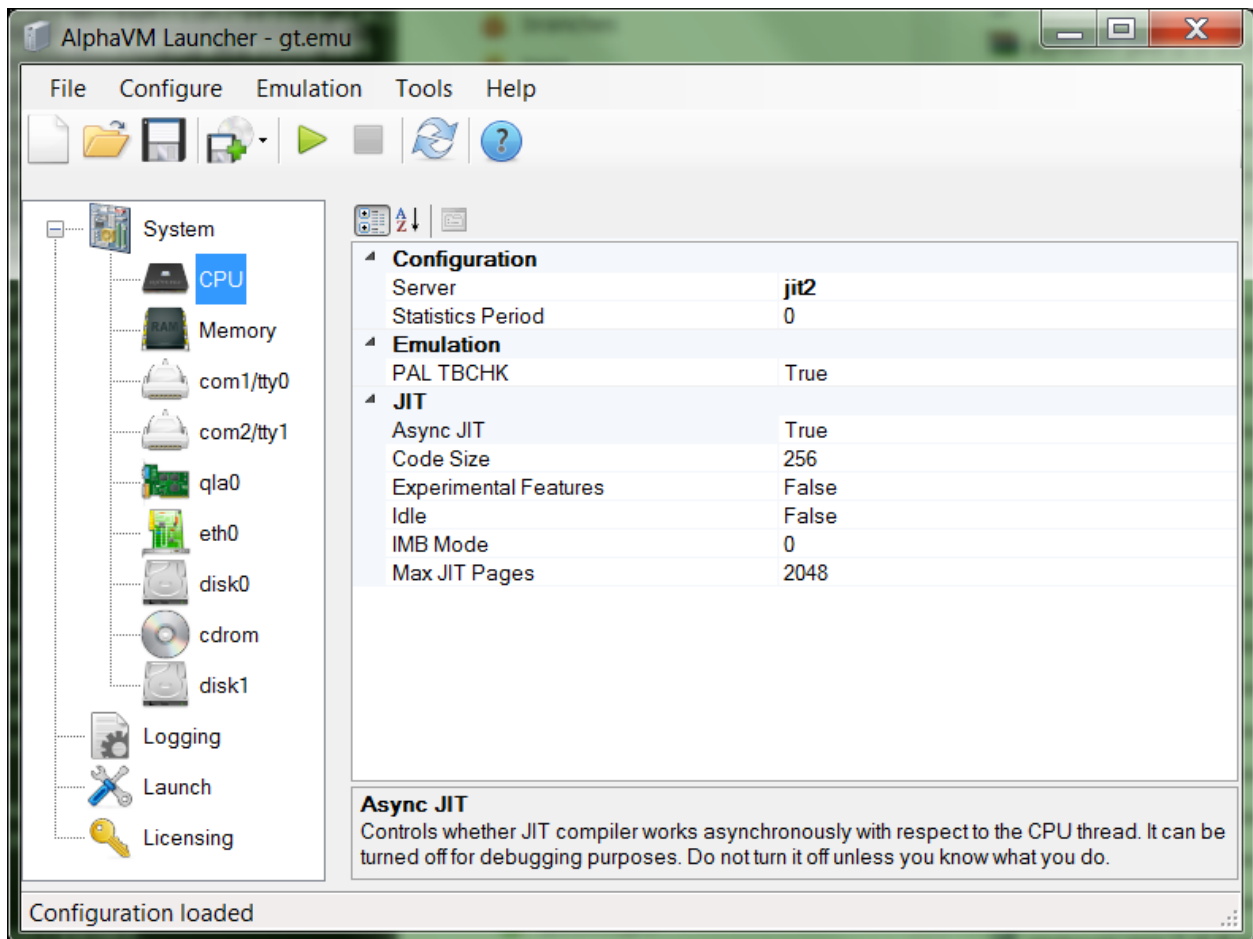 AlphaVM Launcher - gt.emu
File Configure Emulation Tools Help
System
CPU
Memory
com1/tty0
com2/tty1
qla0
eth0
disk0
cdrom
disk1
Logging
Launch
Licensing
Configuration
Server jit2
Statistics Period 0
Emulation
PAL TBCHK True
JIT
Async JIT True
Code Size 256
Experimental Features False
Idle False
IMB Mode 0
Max JIT Pages 2048
Async JIT
Controls whether JIT compiler works asynchronously with respect to the CPU thread. It can be
turned off for debugging purposes. Do not turn it off unless you know what you do.
Configuration loaded